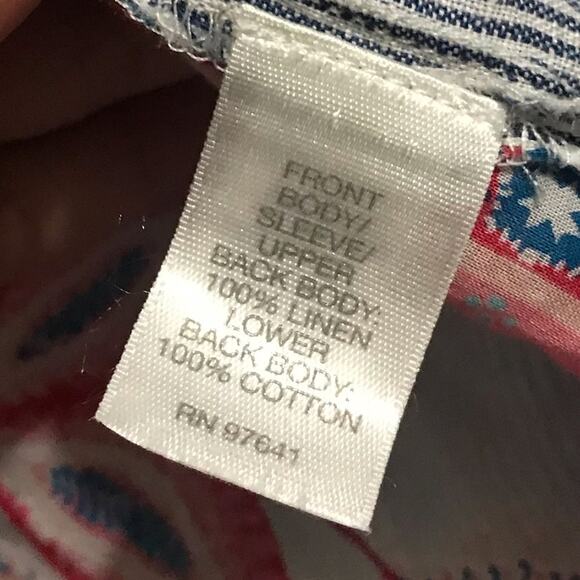 FRONT
BODY/
SLEEVE/
UPPER
BACK BODY:
100% LINEN
LOWER
BACK BODY:
100% COTTON
RN 97641